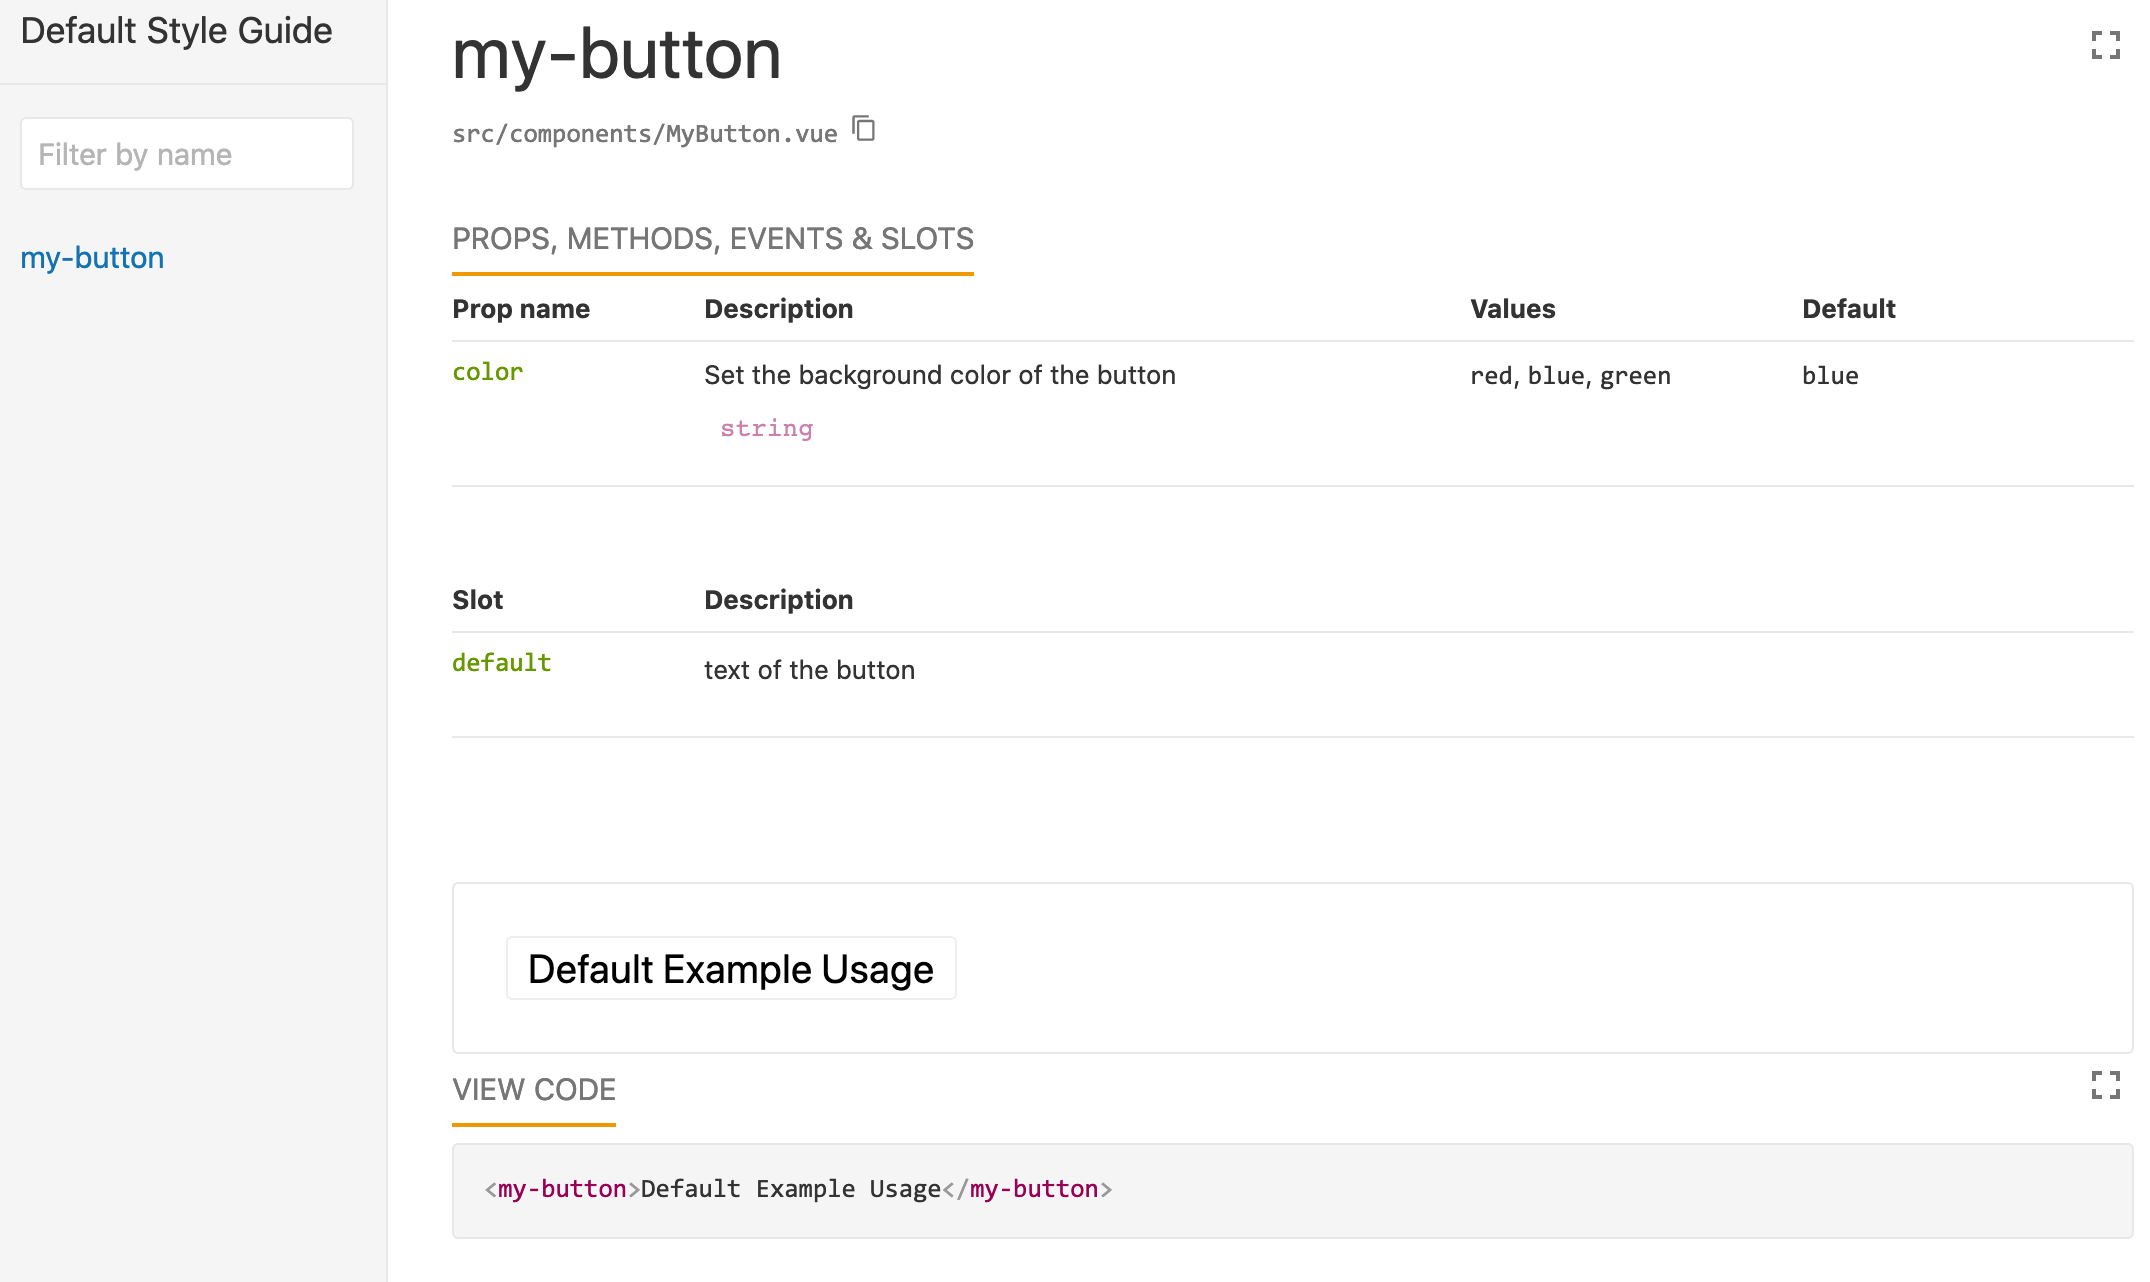 Default Style Guide
Filter by name
my-button
my-button
src/components/MyButton.vue
PROPS, METHODS, EVENTS & SLOTS
Prop name Description Values Default
color Set the background color of the button red, blue, green blue
string
Slot Description
default text of the button
Default Example Usage
VIEW CODE
<my-button>Default Example Usage</my-button>